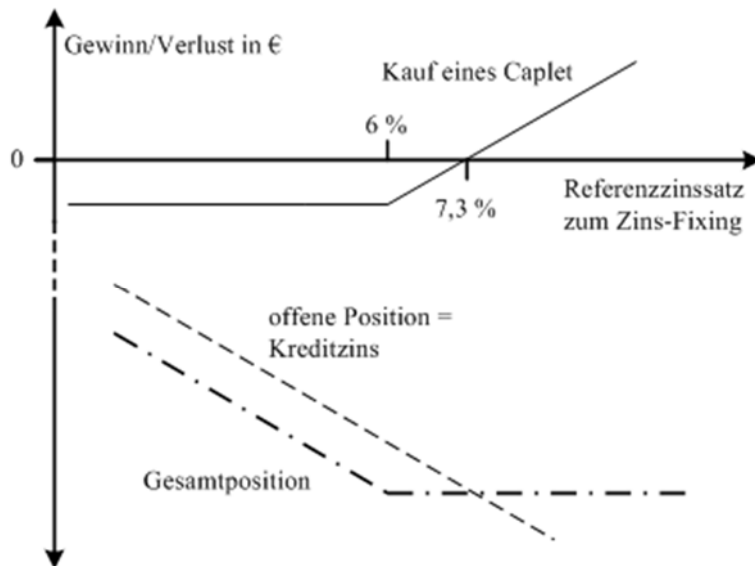 Gewinn/Verlust in €
Kauf eines Caplet
6 %
0
7,3 %
Referenzzinssatz
zum Zins-Fixing
offene Position =
Kreditzins
Gesamtposition